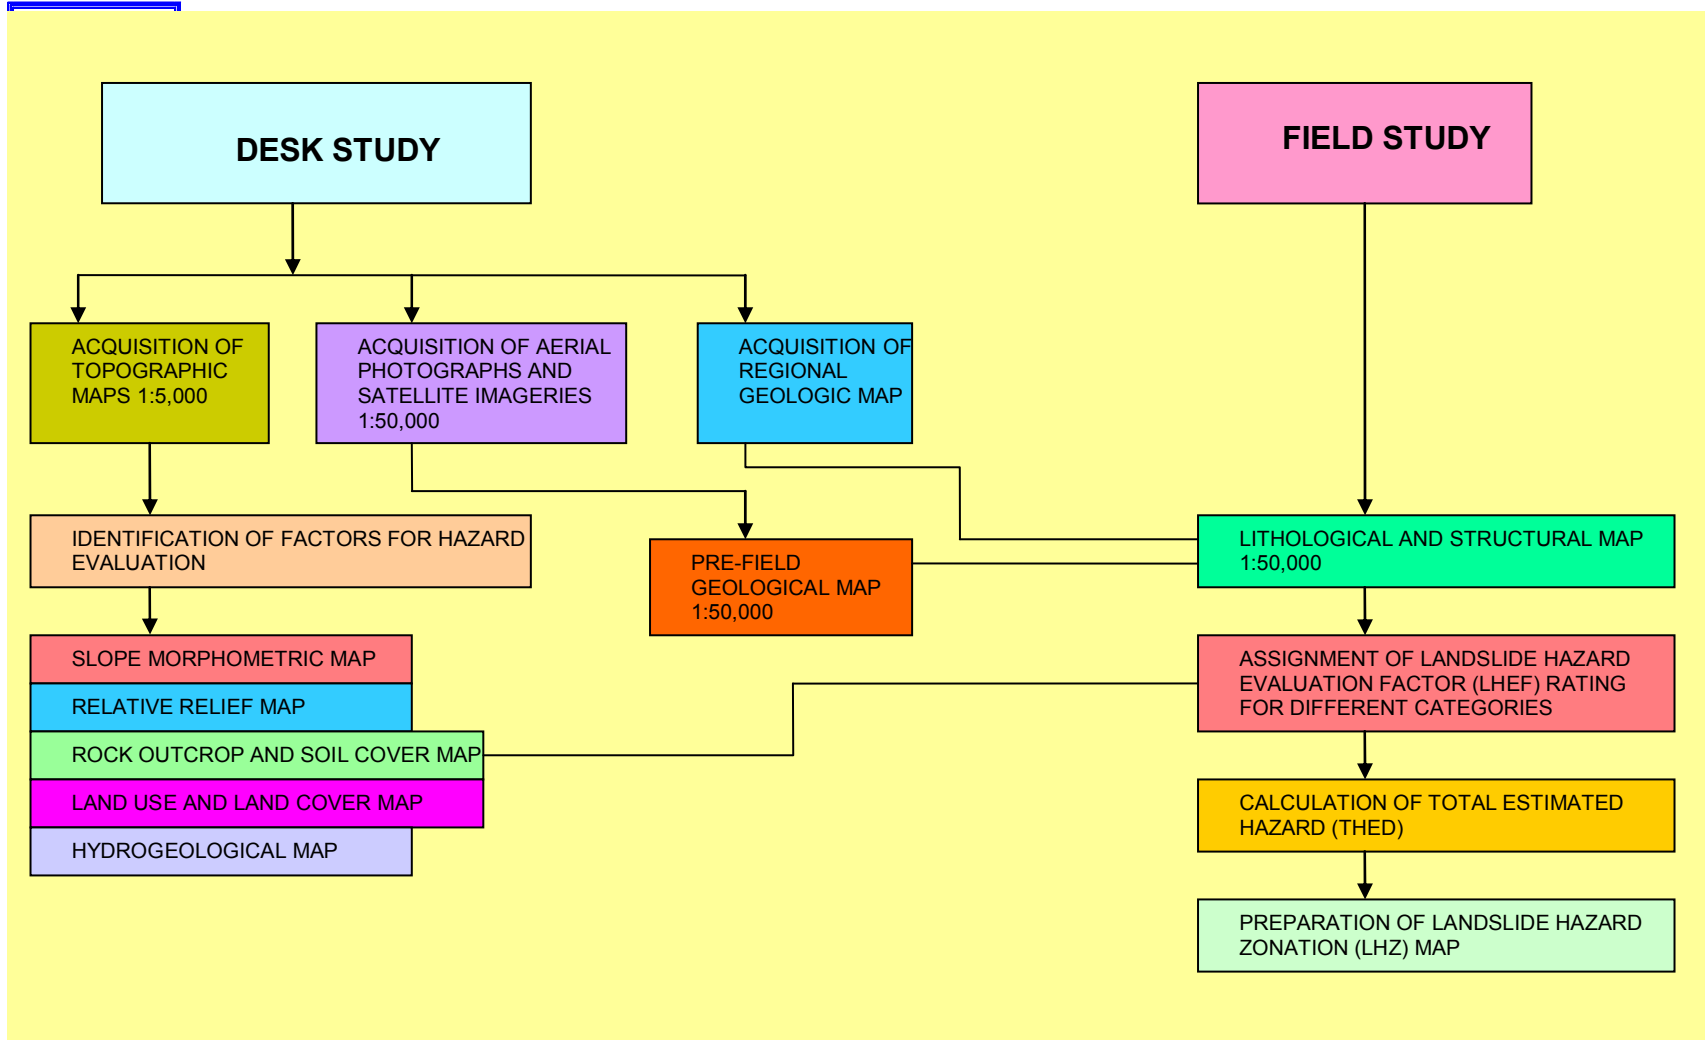 DESK STUDY
FIELD STUDY
ACQUISITION OF
TOPOGRAPHIC
MAPS 1:5,000
ACQUISITION OF AERIAL
PHOTOGRAPHS AND
SATELLITE IMAGERIES
1:50,000
ACQUISITION OF
REGIONAL
GEOLOGIC MAP
IDENTIFICATION OF FACTORS FOR HAZARD
EVALUATION
PRE-FIELD
GEOLOGICAL MAP
1:50,000
LITHOLOGICAL AND STRUCTURAL MAP
1:50,000
SLOPE MORPHOMETRIC MAP
RELATIVE RELIEF MAP
ROCK OUTCROP AND SOIL COVER MAP
LAND USE AND LAND COVER MAP
HYDROGEOLOGICAL MAP
ASSIGNMENT OF LANDSLIDE HAZARD
EVALUATION FACTOR (LHEF) RATING
FOR DIFFERENT CATEGORIES
CALCULATION OF TOTAL ESTIMATED
HAZARD (THED)
PREPARATION OF LANDSLIDE HAZARD
ZONATION (LHZ) MAP